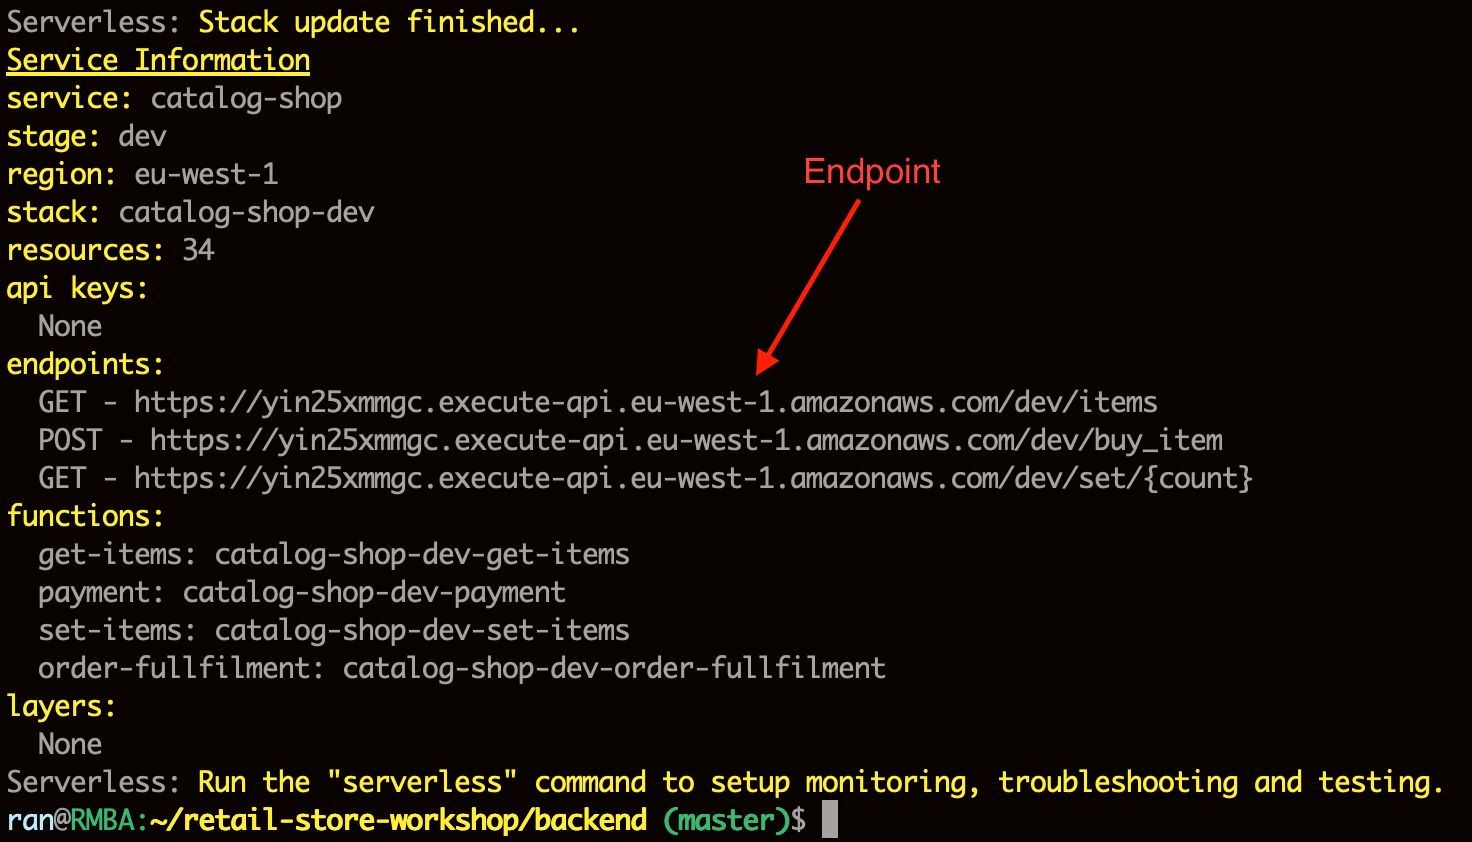 Serverless: Stack update finished...
Service Information
service: catalog-shop
stage: dev
region: eu-west-1
Endpoint
stack: catalog-shop-dev
resources: 34
api keys:
  None
endpoints:
  GET - https://yin25xmmgc.execute-api.eu-west-1.amazonaws.com/dev/items
  POST - https://yin25xmmgc.execute-api.eu-west-1.amazonaws.com/dev/buy_item
  GET - https://yin25xmmgc.execute-api.eu-west-1.amazonaws.com/dev/set/{count}
functions:
  get-items: catalog-shop-dev-get-items
  payment: catalog-shop-dev-payment
  set-items: catalog-shop-dev-set-items
  order-fullfilment: catalog-shop-dev-order-fullfilment
layers:
  None
Serverless: Run the "serverless" command to setup monitoring, troubleshooting and testing.
ran@RMBA:~/retail-store-workshop/backend (master)$